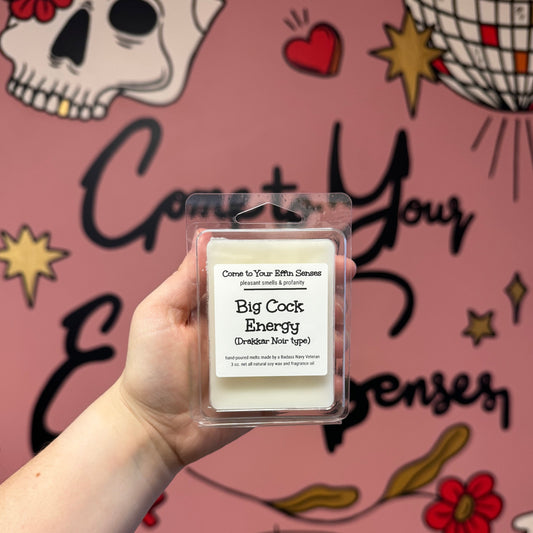 Come to Your
Come to Your Effin Senses
pleasant smells & profanity
Big Cock
Energy
(Drakkar Noir type)
hand-poured melts made by a Badass Navy Veteran
3 oz. net all natural soy wax and fragrance oil
Senses